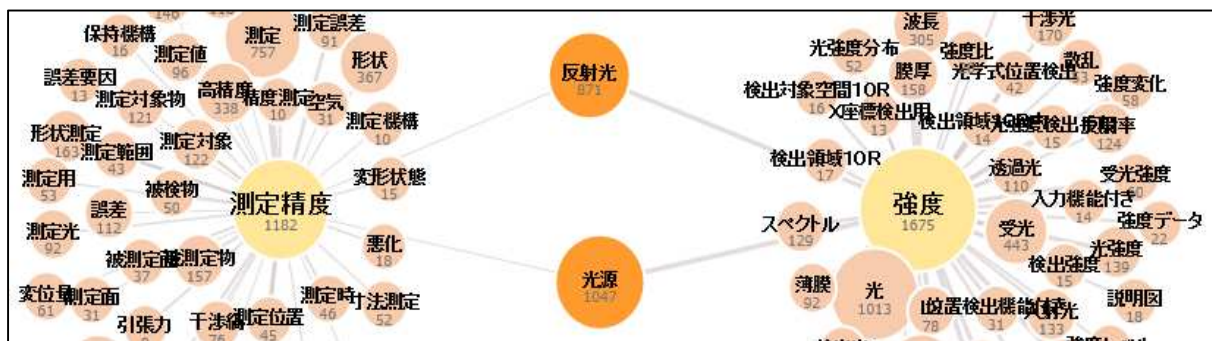 146
保持機構
16
測定値
96
測定
757
測定誤差
91
形状
367
誤差要因
13
測定対象物
121
高精度
338
精度測定
10
空気
31
測定機構
10
形状測定
163
測定範囲
43
測定対象
122
測定用
53
被検物
50
変形状態
15
誤差
112
測定精度
1182
測定光
92
被測定面
37
被測定物
157
悪化
18
変位量
61
測定面
31
測定時
46
寸法測定
52
引張力
干渉縞
76
測定位置
45
反射光
871
光源
1047
波長
305
干渉光
170
光強度分布
52
強度比
膜厚
158
光学式位置検出
42
散乱
強度変化
58
検出対象空間10R
16
X座標検出用
13
14
15
124
検出領域10R
17
透過光
110
受光強度
60
入力機能付き
14
スペクトル
129
強度
1675
受光
443
強度データ
22
光強度
139
検出強度
15
薄膜
92
光
1013
78
位置検出機能付き
31
入射光
133
説明図
18